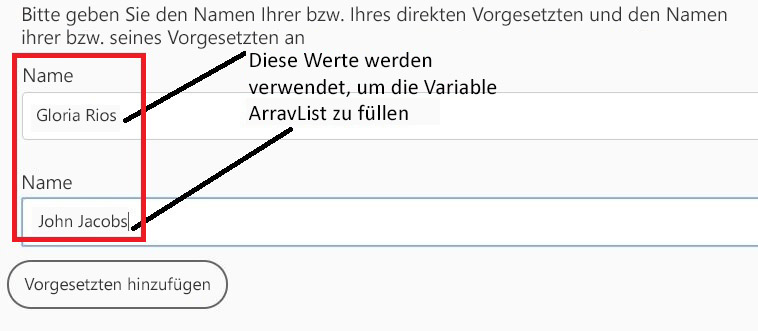 Bitte geben Sie den Namen Ihrer bzw. Ihres direkten Vorgesetzten und den Namen
ihrer bzw. seines Vorgesetzten an
Diese Werte werden
Name
verwendet, um die Variable
Gloria Rios
ArravList zu füllen
Name
John Jacobs
Vorgesetzten hinzufügen